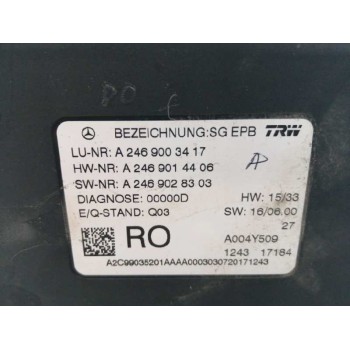 BEZEICHNUNG:SG EPB TRW
LU-NR: A 246 900 34 17
HW-NR: A 246 901 44 06
SW-NR: A 246 902 83 03
DIAGNOSE: 00000D HW: 15/33
E/Q-STAND: Q03 SW: 16/06.00
27
RO A004Y509
1243 17184
A2C99035201AAAA0003030720171243